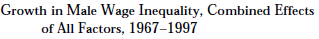 Growth in Male Wage Inequality, Combined Effects
of All Factors, 1967–1997